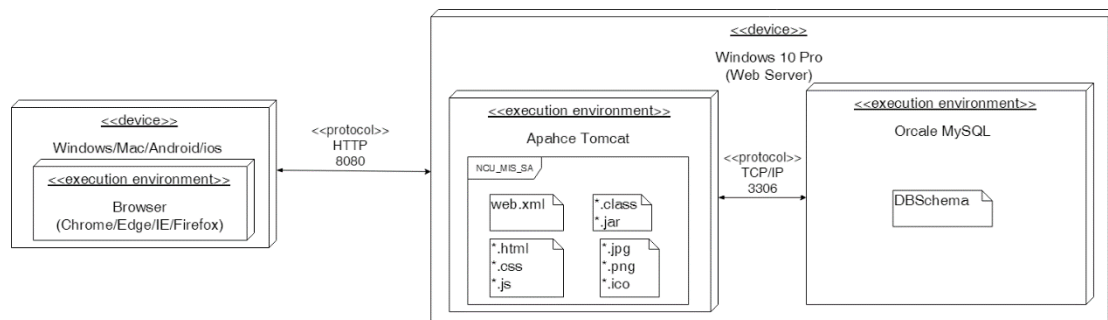 <<device>>
Windows/Mac/Android/ios
<<execution environment>>
Browser
(Chrome/Edge/IE/Firefox)
<<protocol>>
HTTP
8080
<<device>>
Windows 10 Pro
(Web Server)
<<execution environment>>
Apahce Tomcat
NCU_MIS_SA
web.xml
*.class
*.jar
*.html
*.css
*.js
*.jpg
*.png
*.ico
<<protocol>>
TCP/IP
3306
<<execution environment>>
Orcale MySQL
DBSchema